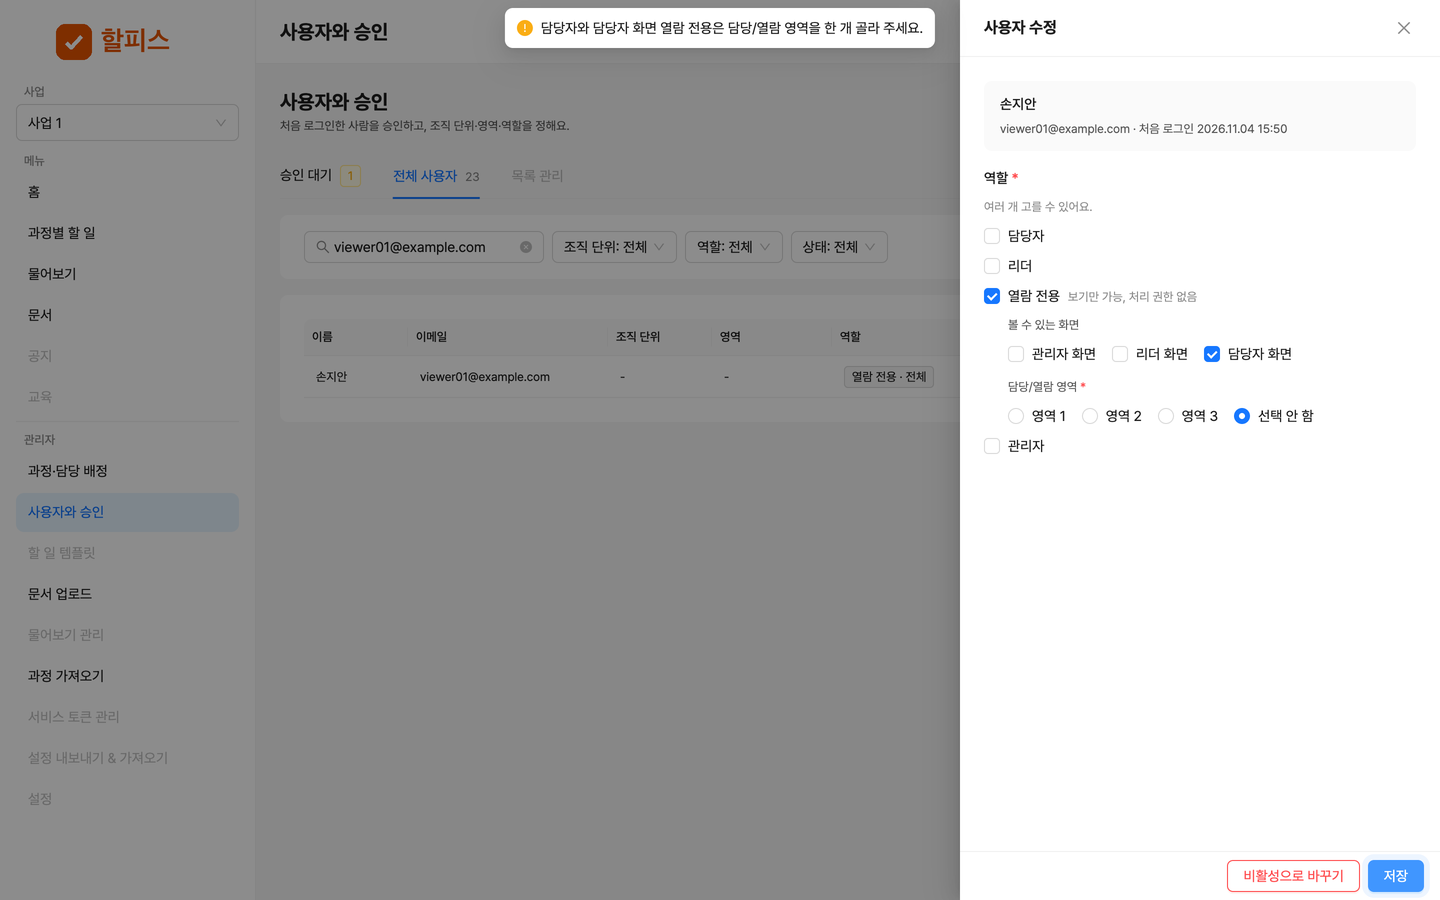 할피스
사업
사업 1
메뉴
홈
과정별 할 일
물어보기
문서
공지
교육
관리자
과정·담당 배정
사용자와 승인
할 일 템플릿
문서 업로드
물어보기 관리
과정 가져오기
서비스 토큰 관리
설정 내보내기 & 가져오기
설정
사용자와 승인
담당자와 담당자 화면 열람 전용은 담당/열람 영역을 한 개 골라 주세요.
사용자와 승인
처음 로그인한 사람을 승인하고, 조직 단위·영역·역할을 정해요.
승인 대기 1 전체 사용자 23 목록 관리
viewer01@example.com 조직 단위: 전체 역할: 전체 상태: 전체
이름 이메일 조직 단위 영역 역할
손지안 viewer01@example.com - - 열람 전용 · 전체
사용자 수정
손지안
viewer01@example.com · 처음 로그인 2026.11.04 15:50
역할 *
여러 개 고를 수 있어요.
담당자
리더
열람 전용 보기만 가능, 처리 권한 없음
볼 수 있는 화면
관리자 화면 리더 화면 담당자 화면
담당/열람 영역 *
영역 1 영역 2 영역 3 선택 안 함
관리자
비활성으로 바꾸기 저장